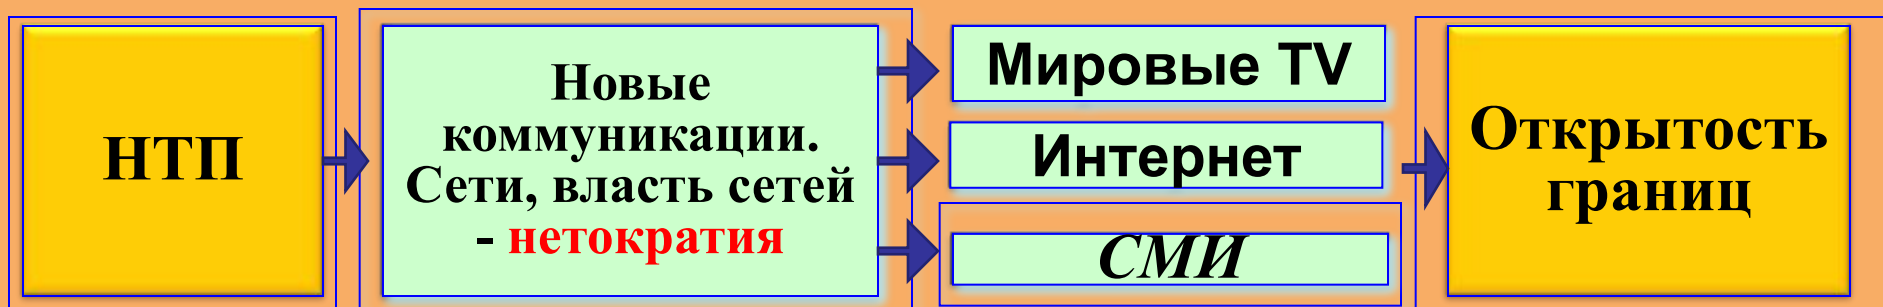 НТП
Новые
коммуникации.
Сети, власть сетей
- нетократия
Мировые TV
Интернет
СМИ
Открытость
границ